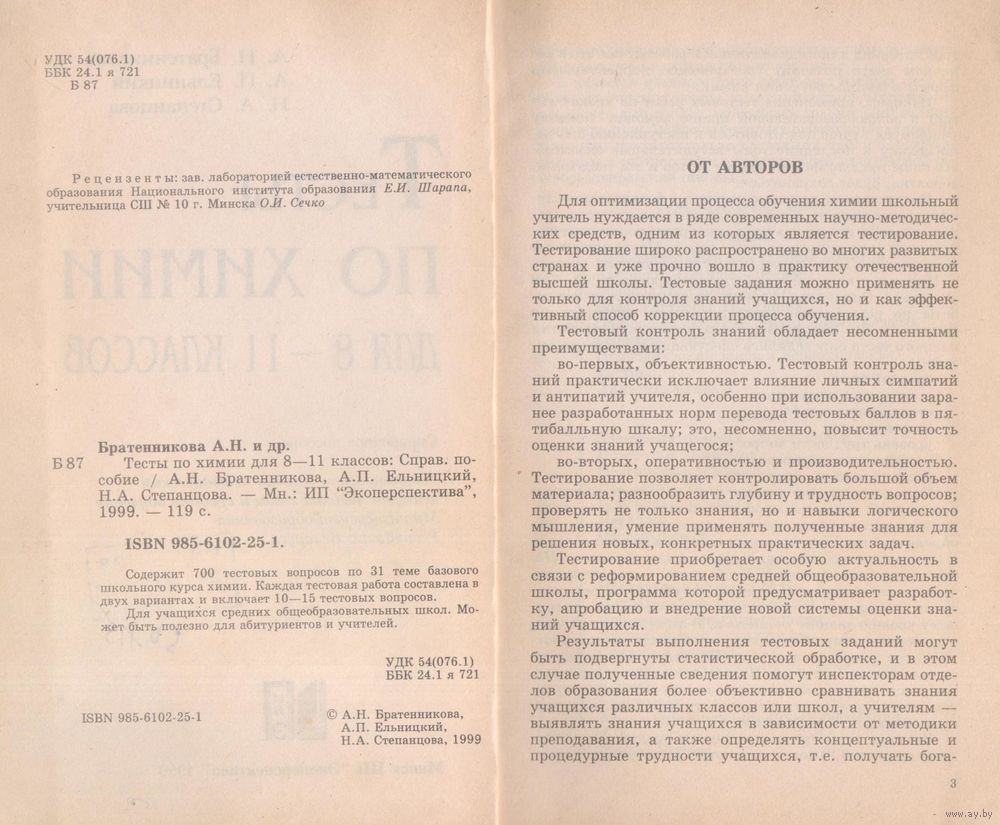 УДК 54(076.1)
ББК 24.1 я 721
Б 87
Рецензенты: зав. лабораторией естественно-математического
образования Национального института образования Е.И. Шарапа,
учительница СШ № 10 г. Минска О.И. Сечко
Братенникова А.Н. и др.
Б 87 Тесты по химии для 8—11 классов: Справ. по-
собие / А.Н. Братенникова, А.П. Ельницкий,
Н.А. Степанцова. — Мн.: ИП “Экоперспектива”,
1999. — 119 с.
ISBN 985-6102-25-1.
Содержит 700 тестовых вопросов по 31 теме базового
школьного курса химии. Каждая тестовая работа составлена в
двух вариантах и включает 10—15 тестовых вопросов.
Для учащихся средних общеобразовательных школ. Мо-
жет быть полезно для абитуриентов и учителей.
УДК 54(076.1)
ББК 24.1 я 721
ISBN 985-6102-25-1
© А.Н. Братенникова,
А.П. Ельницкий,
Н.А. Степанцова, 1999
ОТ АВТОРОВ
Для оптимизации процесса обучения химии школьный
учитель нуждается в ряде современных научно-методичес-
ких средств, одним из которых является тестирование.
Тестирование широко распространено во многих развитых
странах и уже прочно вошло в практику отечественной
высшей школы. Тестовые задания можно применять не
только для контроля знаний учащихся, но и как эффек-
тивный способ коррекции процесса обучения.
Тестовый контроль знаний обладает несомненными
преимуществами:
во-первых, объективностью. Тестовый контроль зна-
ний практически исключает влияние личных симпатий
и антипатий учителя, особенно при использовании зара-
нее разработанных норм перевода тестовых баллов в пя-
тибалльную шкалу; это, несомненно, повысит точность
оценки знаний учащегося;
во-вторых, оперативностью и производительностью.
Тестирование позволяет контролировать большой объем
материала; разнообразить глубину и трудность вопросов;
проверять не только знания, но и навыки логического
мышления, умение применять полученные знания для
решения новых, конкретных практических задач.
Тестирование приобретает особую актуальность в
связи с реформированием средней общеобразовательной
школы, программа которой предусматривает разработ-
ку, апробацию и внедрение новой системы оценки зна-
ний учащихся.
Результаты выполнения тестовых заданий могут
быть подвергнуты статистической обработке, и в этом
случае полученные сведения помогут инспекторам отде-
лов образования более объективно сравнивать знания
учащихся различных классов или школ, а учителям —
выявлять знания учащихся в зависимости от методики
преподавания, а также определять концептуальные и
процедурные трудности учащихся, т.е. получать бога-
3
www.ay.by